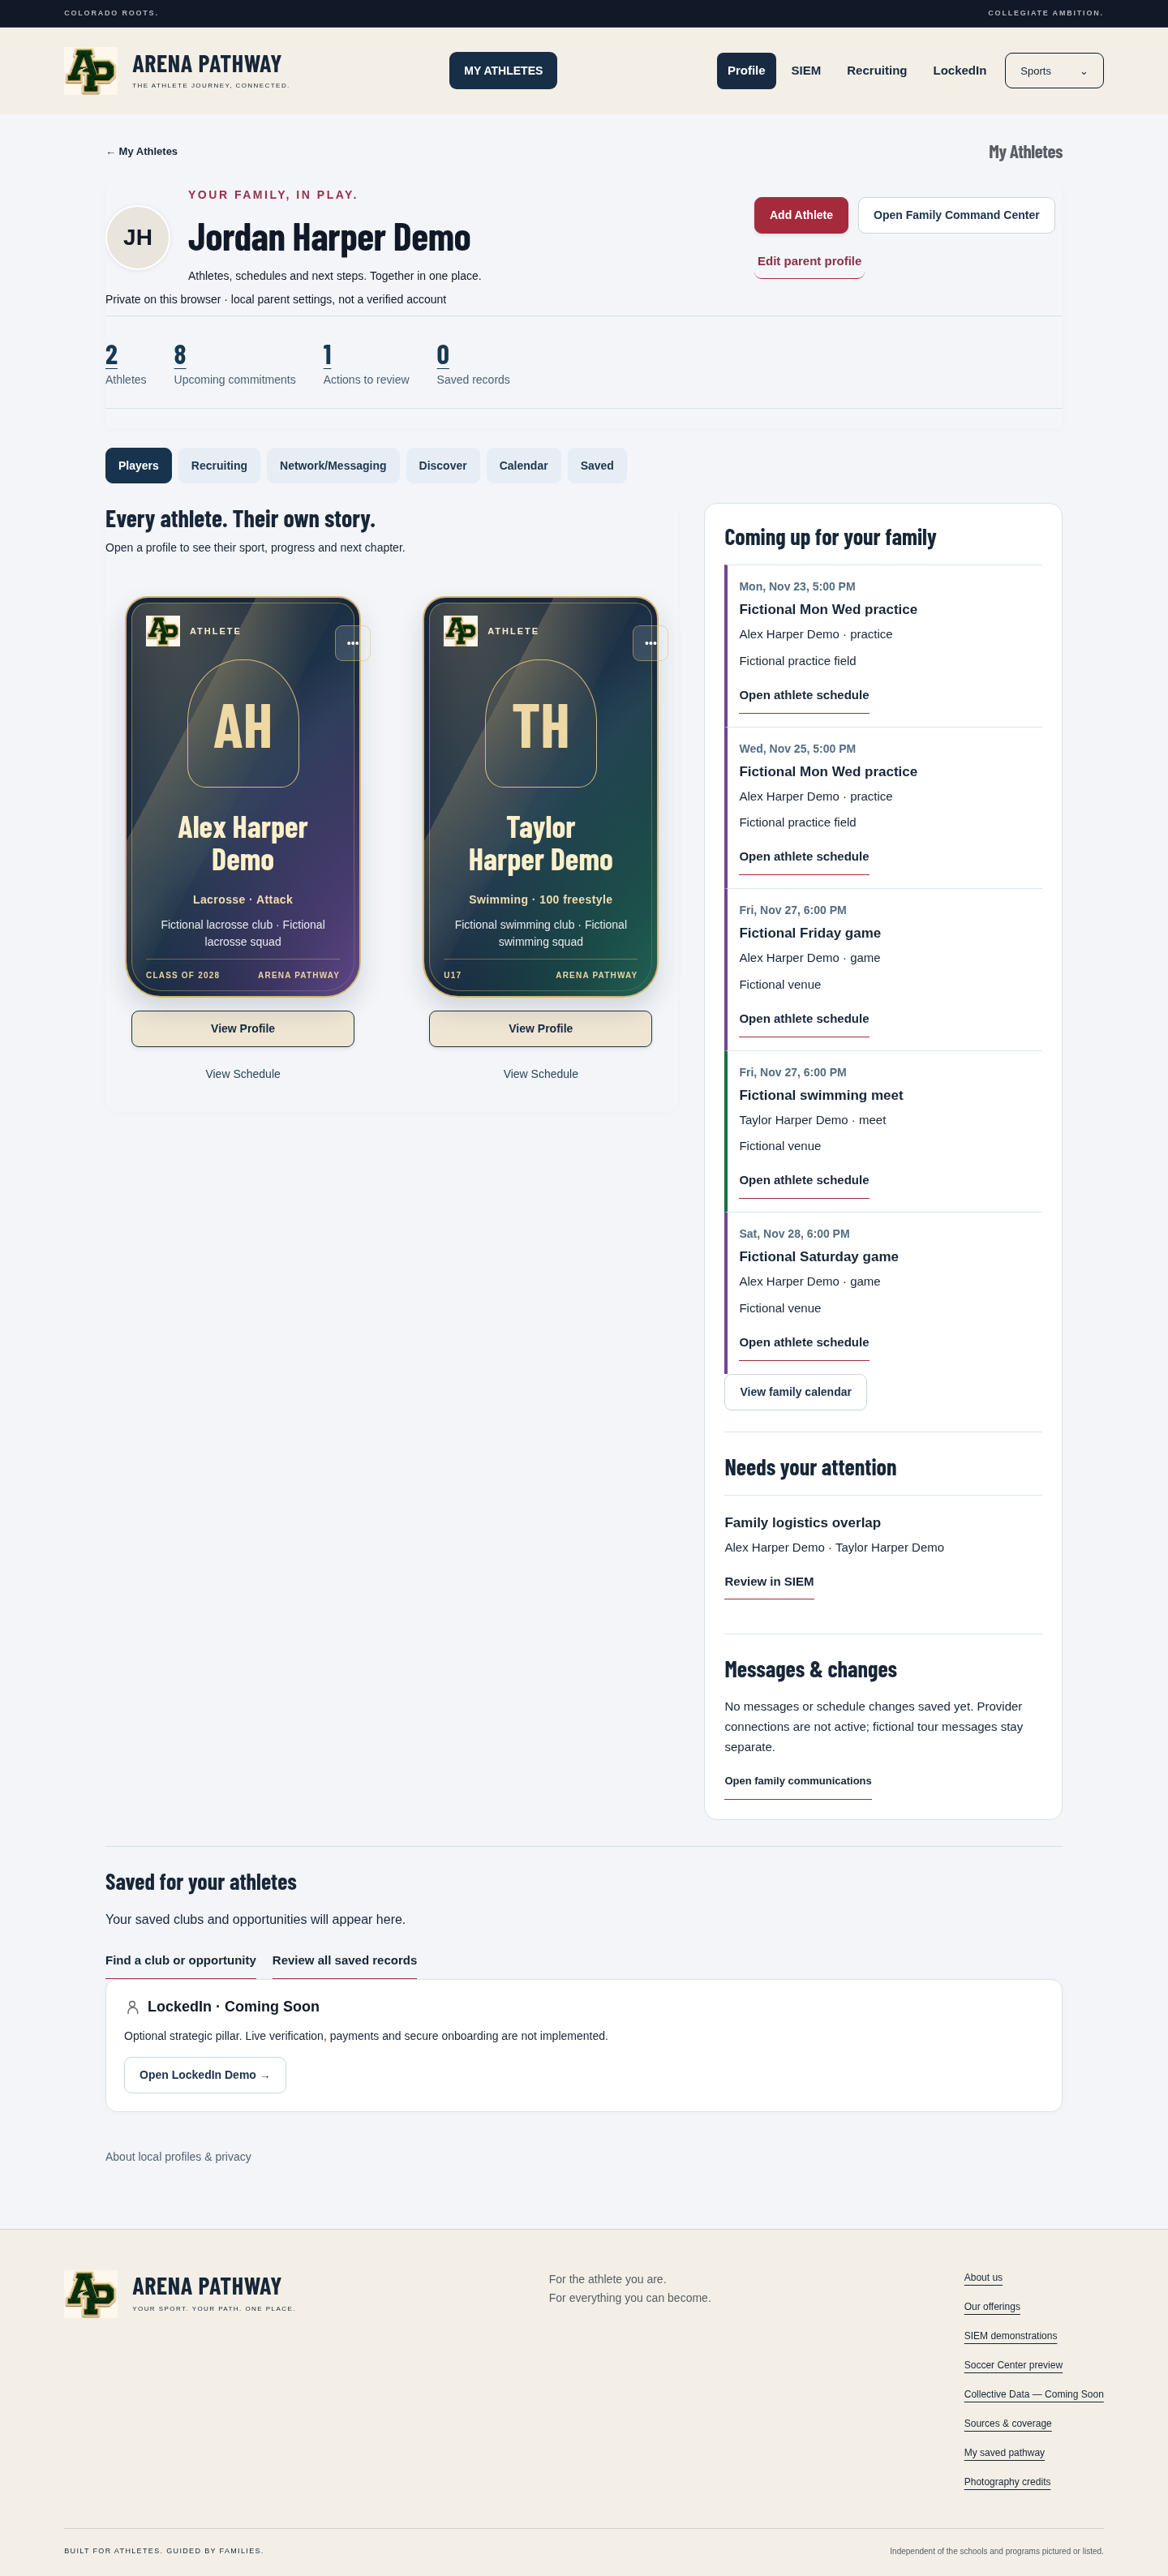 COLORADO ROOTS.
COLLEGIATE AMBITION.
AP
ARENA PATHWAY
THE ATHLETE JOURNEY, CONNECTED.
MY ATHLETES
Profile
SIEM
Recruiting
LockedIn
Sports
← My Athletes
My Athletes
JH
YOUR FAMILY, IN PLAY.
Jordan Harper Demo
Athletes, schedules and next steps. Together in one place.
Private on this browser · local parent settings, not a verified account
Add Athlete
Open Family Command Center
Edit parent profile
2
Athletes
8
Upcoming commitments
1
Actions to review
0
Saved records
Players
Recruiting
Network/Messaging
Discover
Calendar
Saved
Every athlete. Their own story.
Open a profile to see their sport, progress and next chapter.
AP
ATHLETE
•••
AH
Alex Harper
Demo
Lacrosse · Attack
Fictional lacrosse club · Fictional
lacrosse squad
CLASS OF 2028
ARENA PATHWAY
View Profile
View Schedule
AP
ATHLETE
•••
TH
Taylor
Harper Demo
Swimming · 100 freestyle
Fictional swimming club · Fictional
swimming squad
U17
ARENA PATHWAY
View Profile
View Schedule
Coming up for your family
Mon, Nov 23, 5:00 PM
Fictional Mon Wed practice
Alex Harper Demo · practice
Fictional practice field
Open athlete schedule
Wed, Nov 25, 5:00 PM
Fictional Mon Wed practice
Alex Harper Demo · practice
Fictional practice field
Open athlete schedule
Fri, Nov 27, 6:00 PM
Fictional Friday game
Alex Harper Demo · game
Fictional venue
Open athlete schedule
Fri, Nov 27, 6:00 PM
Fictional swimming meet
Taylor Harper Demo · meet
Fictional venue
Open athlete schedule
Sat, Nov 28, 6:00 PM
Fictional Saturday game
Alex Harper Demo · game
Fictional venue
Open athlete schedule
View family calendar
Needs your attention
Family logistics overlap
Alex Harper Demo · Taylor Harper Demo
Review in SIEM
Messages & changes
No messages or schedule changes saved yet. Provider
connections are not active; fictional tour messages stay
separate.
Open family communications
Saved for your athletes
Your saved clubs and opportunities will appear here.
Find a club or opportunity
Review all saved records
LockedIn · Coming Soon
Optional strategic pillar. Live verification, payments and secure onboarding are not implemented.
Open LockedIn Demo →
About local profiles & privacy
AP
ARENA PATHWAY
YOUR SPORT. YOUR PATH. ONE PLACE.
For the athlete you are.
For everything you can become.
About us
Our offerings
SIEM demonstrations
Soccer Center preview
Collective Data — Coming Soon
Sources & coverage
My saved pathway
Photography credits
BUILT FOR ATHLETES. GUIDED BY FAMILIES.
Independent of the schools and programs pictured or listed.